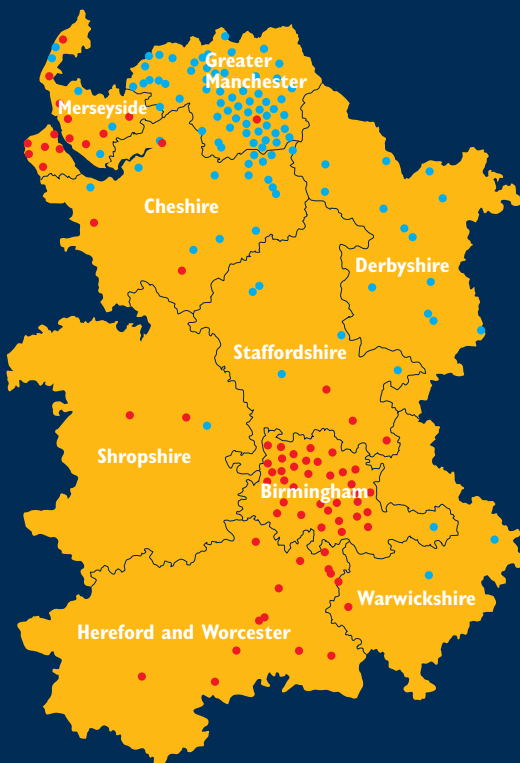 Greater
Manchester
Merseyside
Cheshire
Derbyshire
Staffordshire
Shropshire
Birmingham
Warwickshire
Hereford and Worcester